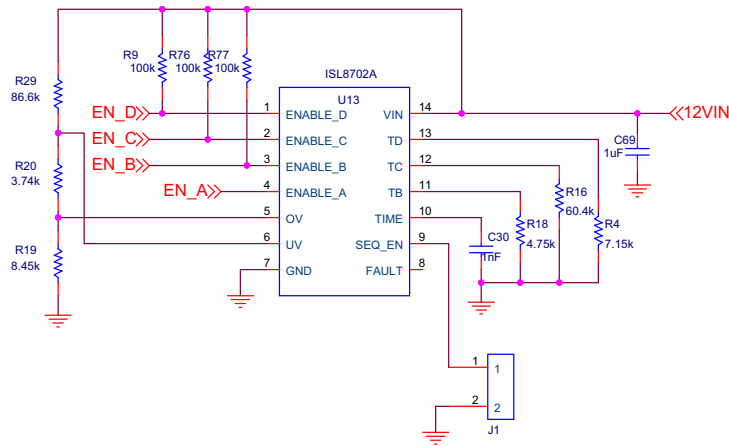 R9 R76 R77
100k 100k 100k
ISL8702A
U13
R29
86.6k
R20
3.74k
R19
8.45k
EN_D
EN_C
EN_B
EN_A
1 ENABLE_D
2 ENABLE_C
3 ENABLE_B
4 ENABLE_A
5 OV
6 UV
7 GND
VIN 14
TD 13
TC 12
TB 11
TIME 10
SEQ_EN 9
FAULT 8
12VIN
C69
1uF
R16
60.4k
R18
4.75k
R4
7.15k
C30
1nF
1 1
2 2
J1